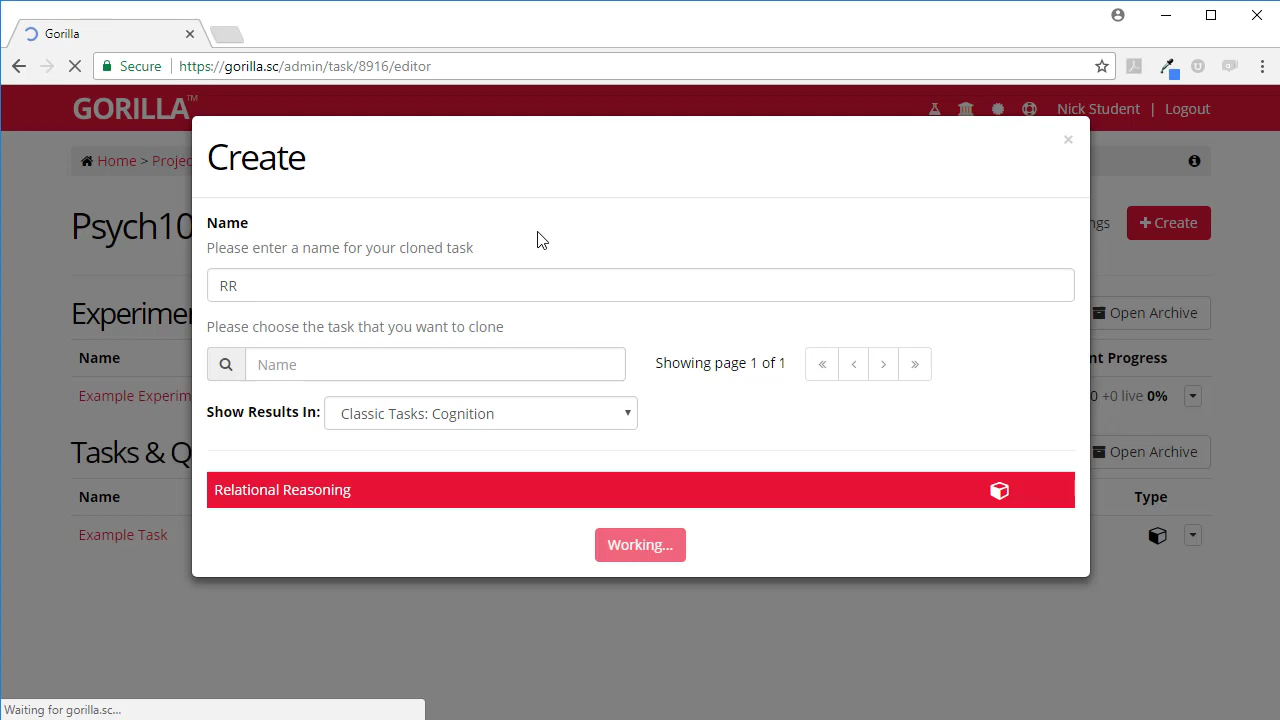 Gorilla
Secure
https://gorilla.sc/admin/task/8916/editor
GORILLA™
Nick Student | Logout
Home > Projec
Create
Psych10
ngs
Create
Name
Please enter a name for your cloned task
RR
Experimen
Open Archive
Please choose the task that you want to clone
Name
Name
Showing page 1 of 1
« ‹ › »
nt Progress
Example Experim
0 +0 live 0%
Show Results In:
Classic Tasks: Cognition
Tasks & Q
Open Archive
Relational Reasoning
Name
Type
Example Task
Working...
Waiting for gorilla.sc...